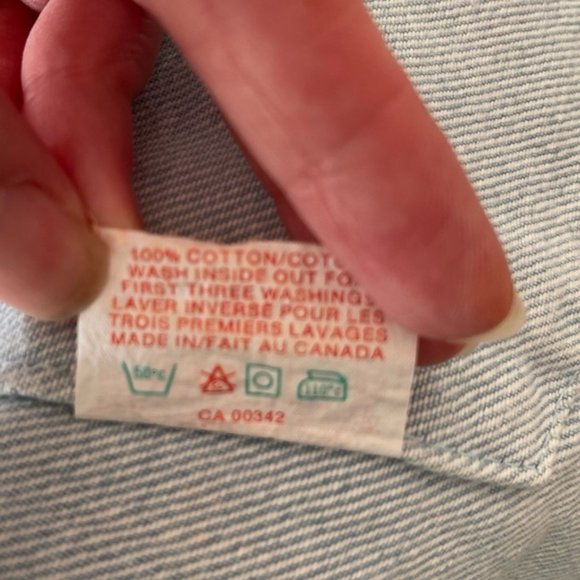 100% COTTON/COTO
WASH INSIDE OUT FO
FIRST THREE WASHINGS
LAVER INVERSÉ POUR LES
TROIS PREMIERS LAVAGES
MADE IN/FAIT AU CANADA
CA 00342